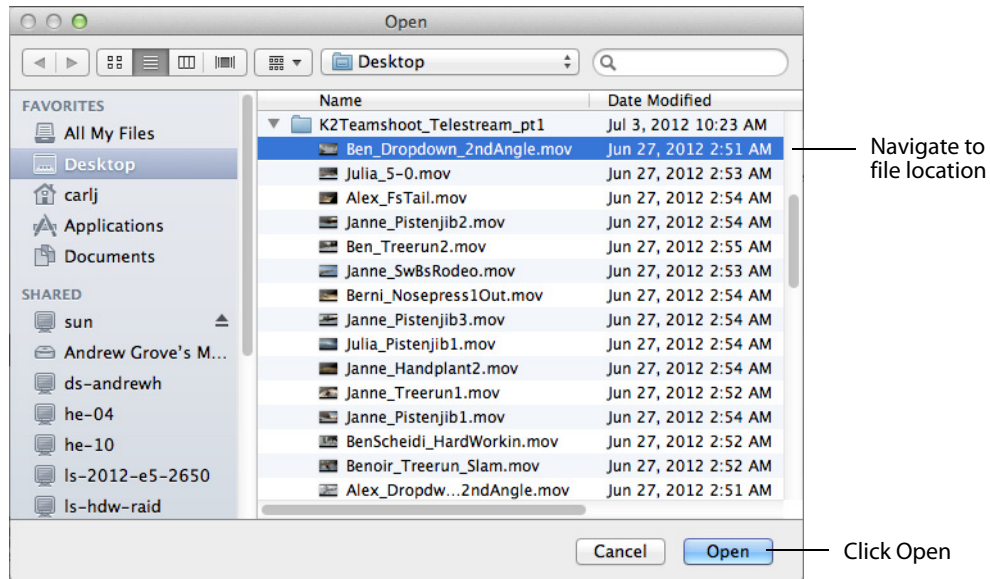 Open
Desktop
FAVORITES
All My Files
Desktop
carlj
Applications
Documents
SHARED
sun
Andrew Grove's M...
ds-andrewh
he-04
he-10
ls-2012-e5-2650
ls-hdw-raid
Name Date Modified
K2Teamshoot_Telestream_pt1 Jul 3, 2012 10:23 AM
Ben_Dropdown_2ndAngle.mov Jun 27, 2012 2:51 AM
Julia_5-0.mov Jun 27, 2012 2:53 AM
Alex_FsTail.mov Jun 27, 2012 2:54 AM
Janne_Pistenjib2.mov Jun 27, 2012 2:54 AM
Ben_Treerun2.mov Jun 27, 2012 2:55 AM
Janne_SwBsRodeo.mov Jun 27, 2012 2:53 AM
Berni_Nosepress1Out.mov Jun 27, 2012 2:54 AM
Janne_Pistenjib3.mov Jun 27, 2012 2:54 AM
Julia_Pistenjib1.mov Jun 27, 2012 2:54 AM
Janne_Handplant2.mov Jun 27, 2012 2:54 AM
Janne_Treerun1.mov Jun 27, 2012 2:52 AM
Janne_Pistenjib1.mov Jun 27, 2012 2:54 AM
BenScheidi_HardWorkin.mov Jun 27, 2012 2:52 AM
Benoir_Treerun_Slam.mov Jun 27, 2012 2:52 AM
Alex_Dropdw...2ndAngle.mov Jun 27, 2012 2:51 AM
Navigate to
file location
Cancel Open
Click Open